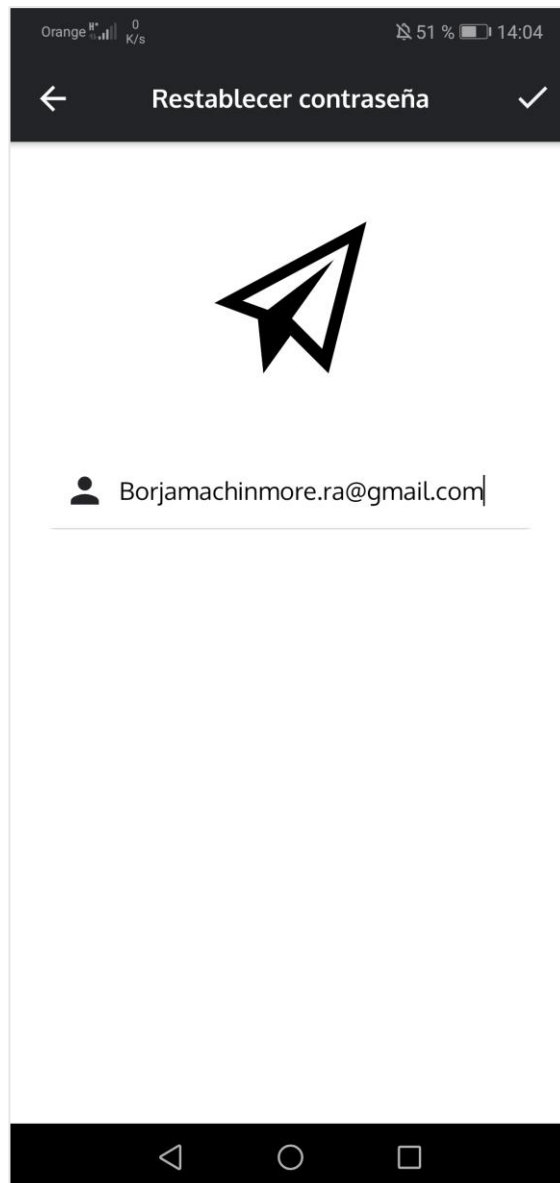 Orange H+ 0 K/s 51 % 14:04
Restablecer contraseña
Borjamachinmore.ra@gmail.com